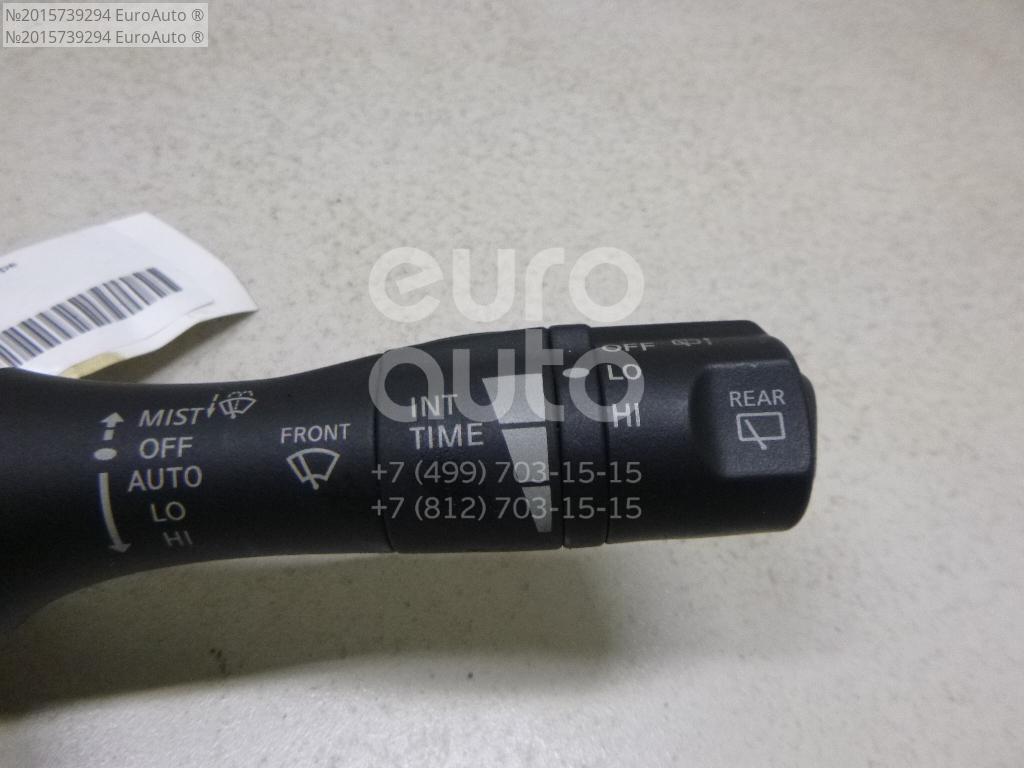 №2015739294 EuroAuto ®
№2015739294 EuroAuto ®
euro
auto
+7 (499) 703-15-15
+7 (812) 703-15-15
MIST
OFF
AUTO
LO
HI
FRONT
INT
TIME
OFF
LO
HI
REAR